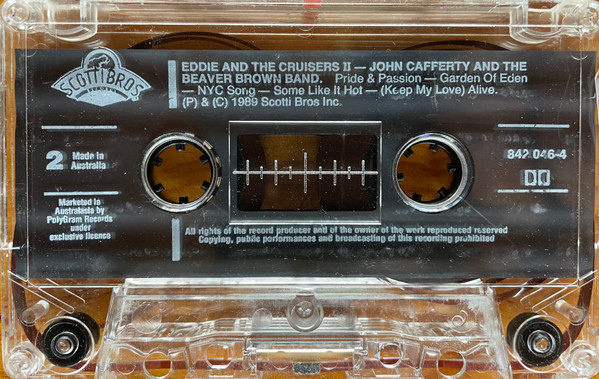 SCOTTI BROS
RECORDS
EDDIE AND THE CRUISERS II — JOHN CAFFERTY AND THE
BEAVER BROWN BAND. Pride & Passion — Garden Of Eden
— NYC Song — Some Like It Hot — (Keep My Love) Alive.
(P) & (C) 1989 Scotti Bros Inc.
2 Made in
Australia
842 046-4
Marketed in
Australasia by
PolyGram Records
under
exclusive licence
All rights of the record producer and of the owner of the work reproduced reserved
Copying, public performances and broadcasting of this recording prohibited